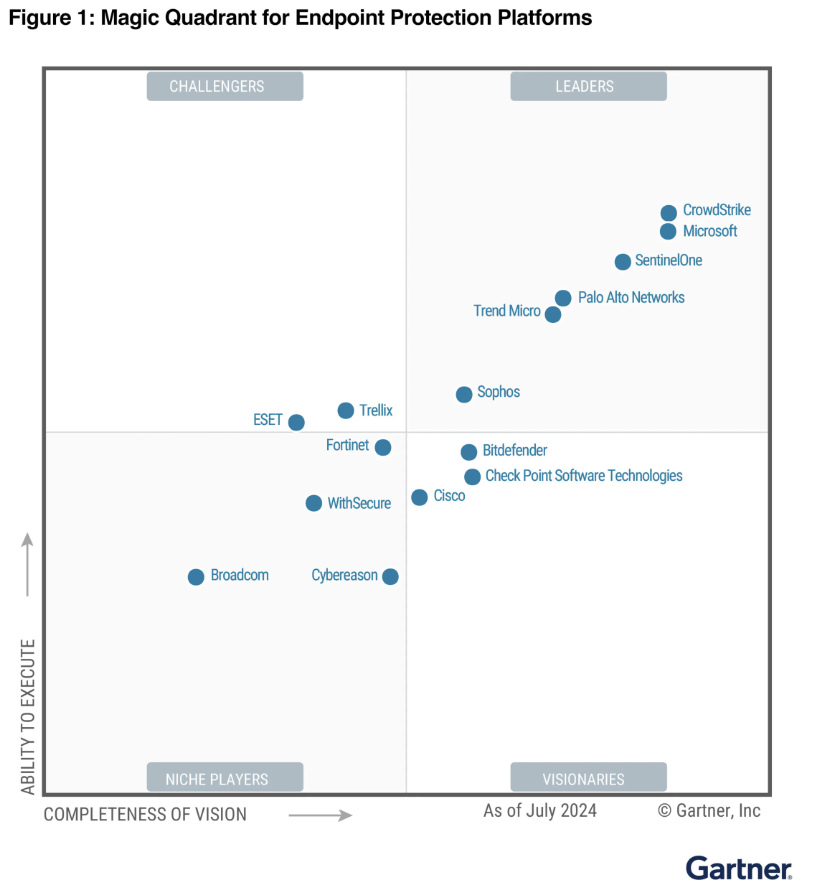 Figure 1: Magic Quadrant for Endpoint Protection Platforms
CHALLENGERS
LEADERS
CrowdStrike
Microsoft
SentinelOne
Palo Alto Networks
Trend Micro
Sophos
Trellix
ESET
Fortinet
Bitdefender
Check Point Software Technologies
Cisco
WithSecure
Broadcom
Cybereason
ABILITY TO EXECUTE
NICHE PLAYERS
VISIONARIES
COMPLETENESS OF VISION
As of July 2024
© Gartner, Inc
Gartner.